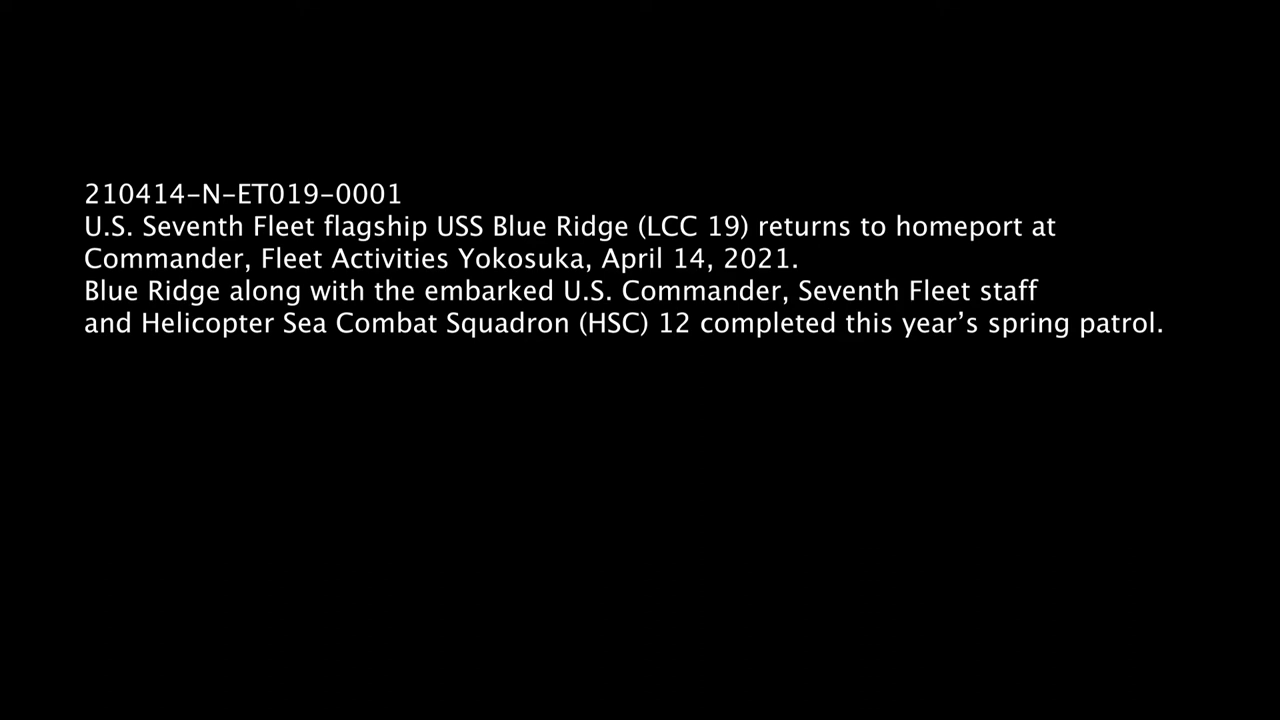 210414-N-ET019-0001
U.S. Seventh Fleet flagship USS Blue Ridge (LCC 19) returns to homeport at
Commander, Fleet Activities Yokosuka, April 14, 2021.
Blue Ridge along with the embarked U.S. Commander, Seventh Fleet staff
and Helicopter Sea Combat Squadron (HSC) 12 completed this year’s spring patrol.